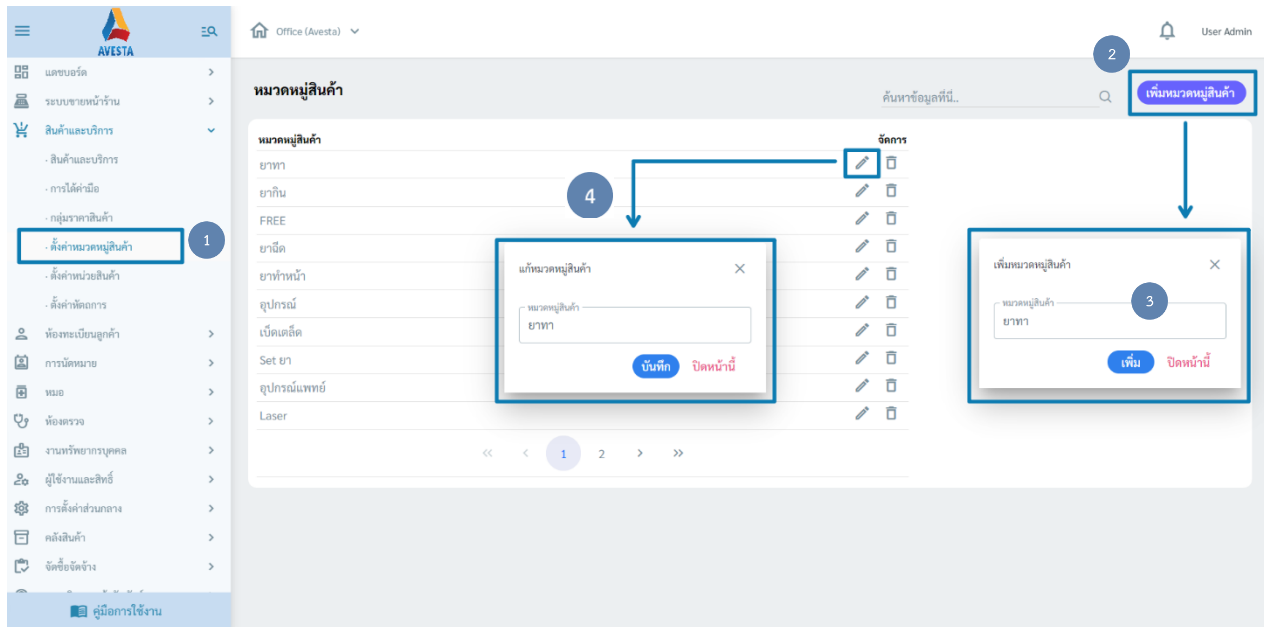 AVESTA
Office (Avesta)
User Admin
แดชบอร์ด
ระบบขายหน้าร้าน
สินค้าและบริการ
· สินค้าและบริการ
· การได้ค่ามือ
· กลุ่มราคาสินค้า
· ตั้งค่าหมวดหมู่สินค้า
1
· ตั้งค่าหน่วยสินค้า
· ตั้งค่าหัตถการ
ห้องทะเบียนลูกค้า
การนัดหมาย
หมอ
ห้องตรวจ
งานทรัพยากรบุคคล
ผู้ใช้งานและสิทธิ์
การตั้งค่าส่วนกลาง
คลังสินค้า
จัดซื้อจัดจ้าง
คู่มือการใช้งาน
หมวดหมู่สินค้า
ค้นหาข้อมูลที่นี่..
2
เพิ่มหมวดหมู่สินค้า
หมวดหมู่สินค้า
จัดการ
ยาทา
ยากิน
FREE
ยาฉีด
ยาทำหน้า
อุปกรณ์
เบ็ดเตล็ด
Set ยา
อุปกรณ์แพทย์
Laser
« ‹ 1 2 › »
4
แก้หมวดหมู่สินค้า
×
หมวดหมู่สินค้า
ยาทา
บันทึก
ปิดหน้านี้
เพิ่มหมวดหมู่สินค้า
×
หมวดหมู่สินค้า
3
ยาทา
เพิ่ม
ปิดหน้านี้